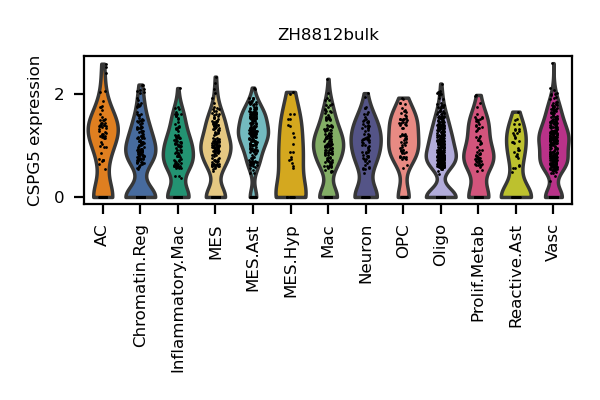 ZH8812bulk
CSPG5 expression
2
0
AC
Chromatin.Reg
Inflammatory.Mac
MES
MES.Ast
MES.Hyp
Mac
Neuron
OPC
Oligo
Prolif.Metab
Reactive.Ast
Vasc